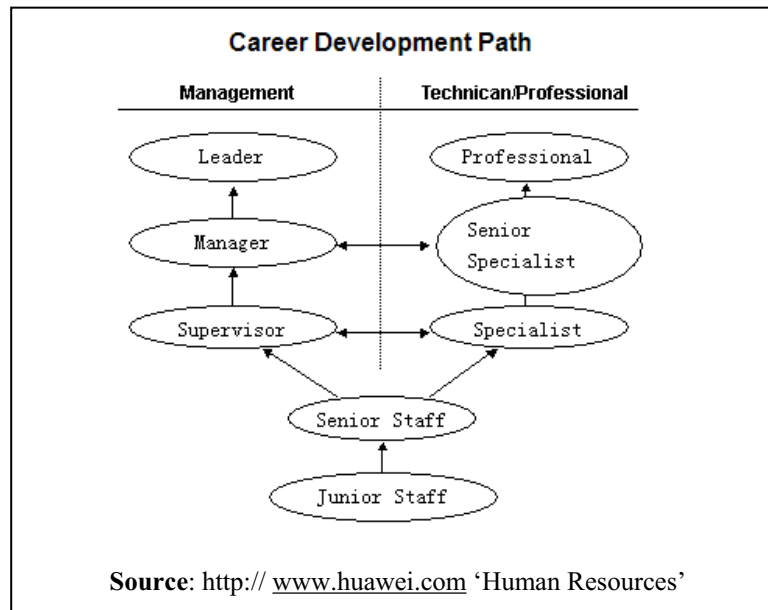 Career Development Path
Management Technican/Professional
Leader Professional
Manager Senior
Specialist
Supervisor Specialist
Senior Staff
Junior Staff
Source: http:// www.huawei.com ‘Human Resources’